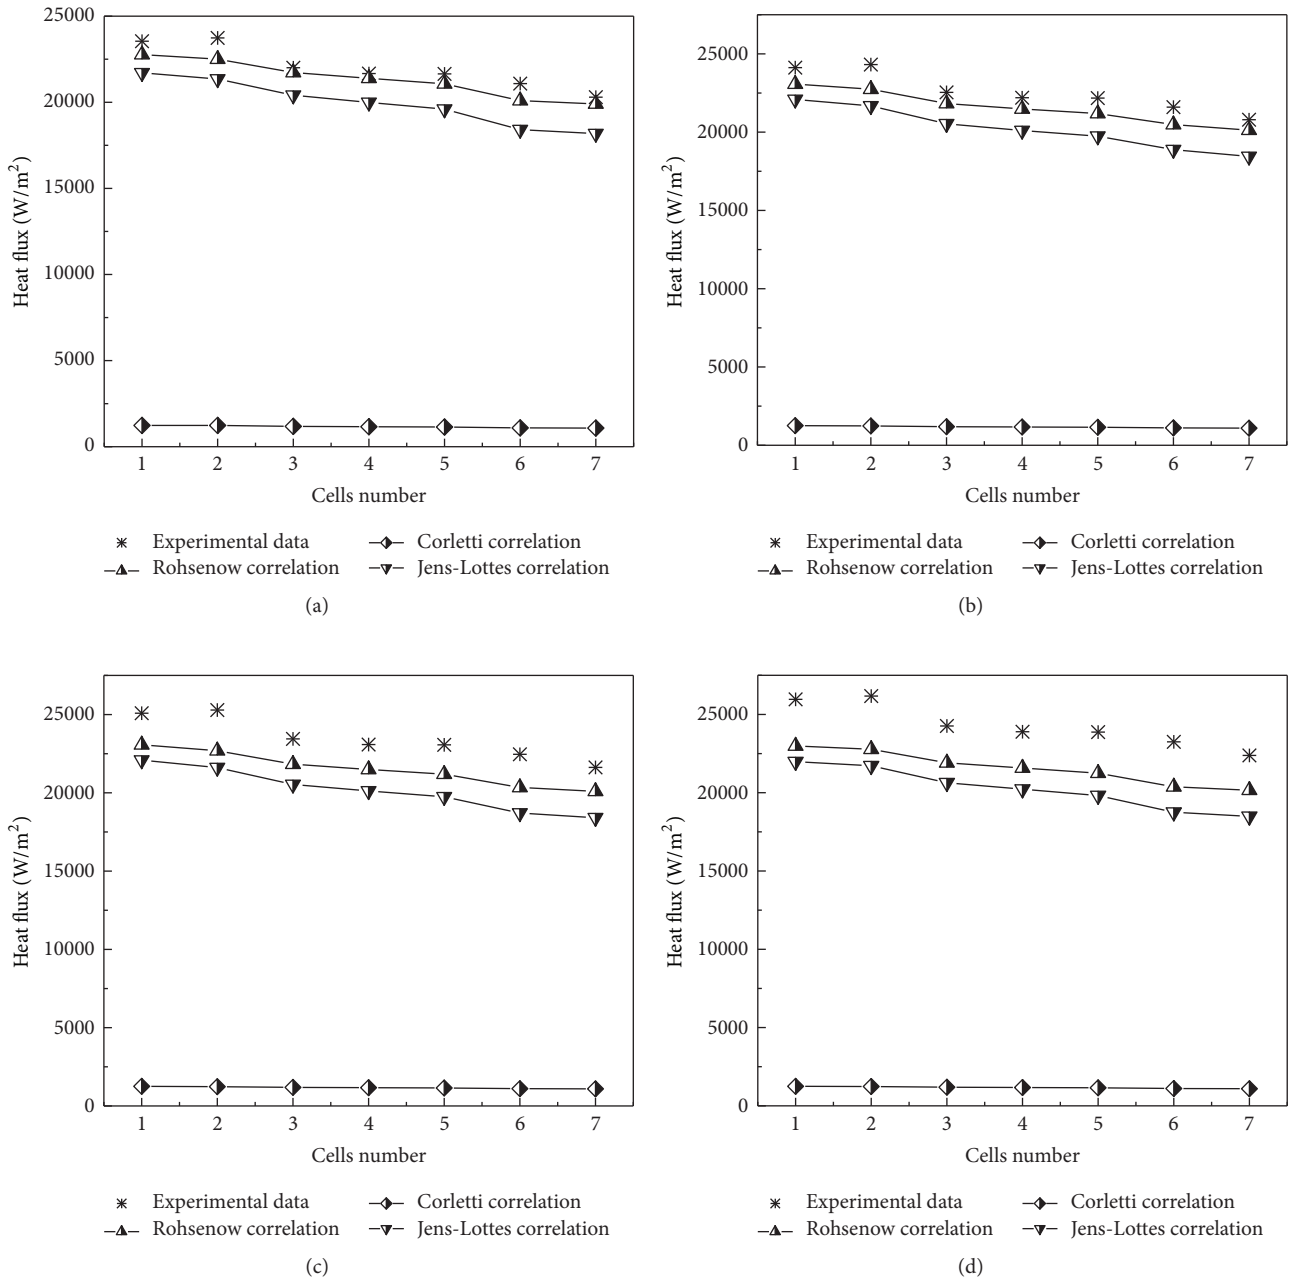 25000
20000
15000
10000
5000
0
Heat flux (W/m²)
1 2 3 4 5 6 7
Cells number
Experimental data
Corletti correlation
Rohsenow correlation
Jens-Lottes correlation
(a)
25000
20000
15000
10000
5000
0
Heat flux (W/m²)
1 2 3 4 5 6 7
Cells number
Experimental data
Corletti correlation
Rohsenow correlation
Jens-Lottes correlation
(b)
25000
20000
15000
10000
5000
0
Heat flux (W/m²)
1 2 3 4 5 6 7
Cells number
Experimental data
Corletti correlation
Rohsenow correlation
Jens-Lottes correlation
(c)
25000
20000
15000
10000
5000
0
Heat flux (W/m²)
1 2 3 4 5 6 7
Cells number
Experimental data
Corletti correlation
Rohsenow correlation
Jens-Lottes correlation
(d)